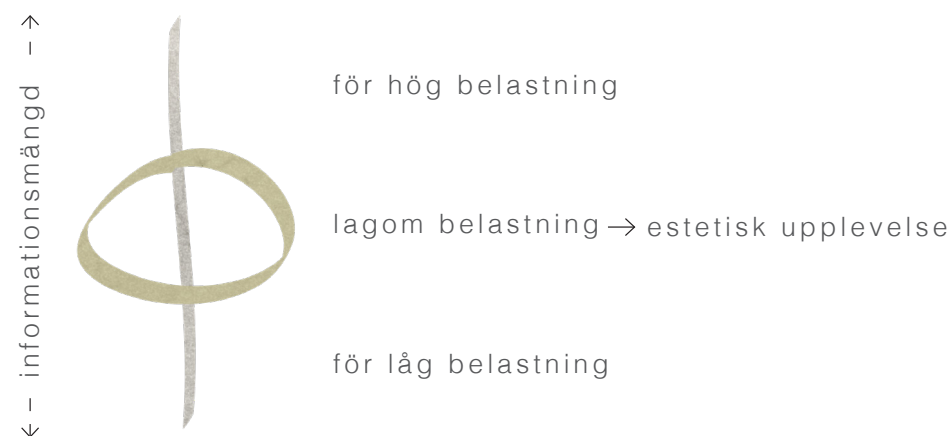 ← – informationsmängd – →
för hög belastning
lagom belastning → estetisk upplevelse
för låg belastning